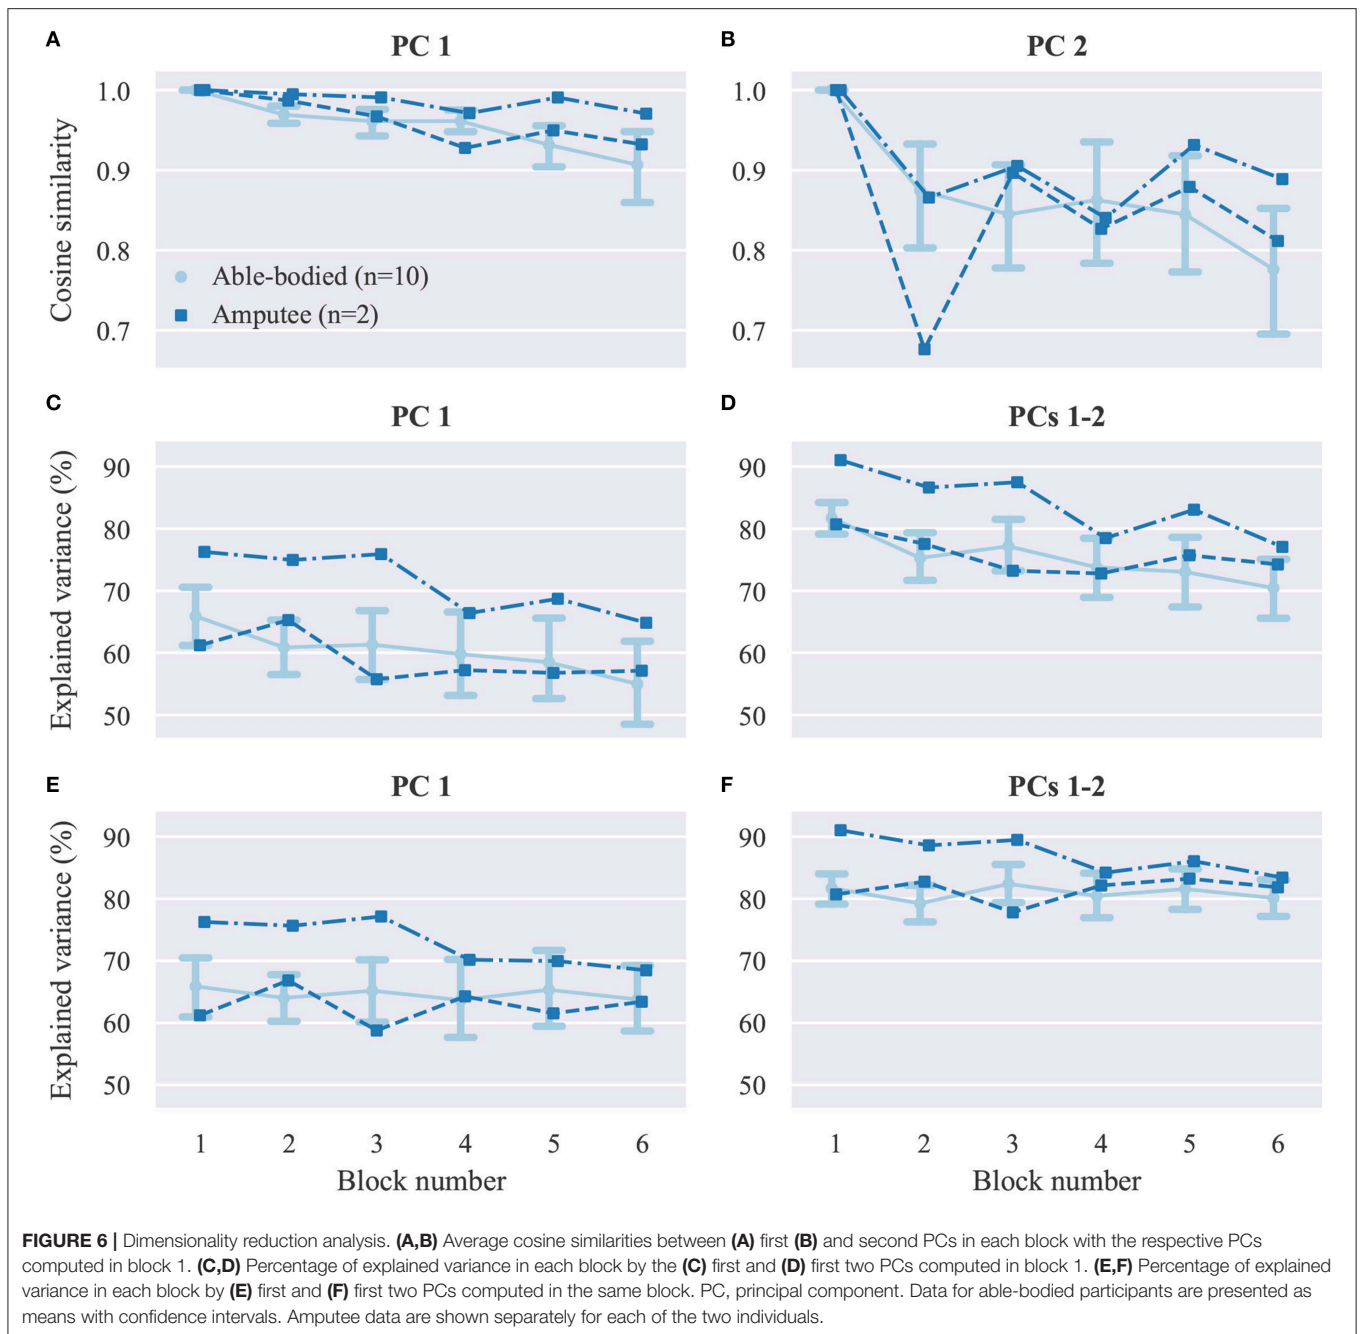 A
PC 1
B
PC 2
1.0
0.9
0.8
0.7
Cosine similarity
Able-bodied (n=10)
Amputee (n=2)
1.0
0.9
0.8
0.7
C
PC 1
D
PCs 1-2
90
80
70
60
50
Explained variance (%)
90
80
70
60
50
E
PC 1
F
PCs 1-2
90
80
70
60
50
Explained variance (%)
90
80
70
60
50
1 2 3 4 5 6
Block number
1 2 3 4 5 6
Block number
FIGURE 6 | Dimensionality reduction analysis. (A,B) Average cosine similarities between (A) first (B) and second PCs in each block with the respective PCs
computed in block 1. (C,D) Percentage of explained variance in each block by the (C) first and (D) first two PCs computed in block 1. (E,F) Percentage of explained
variance in each block by (E) first and (F) first two PCs computed in the same block. PC, principal component. Data for able-bodied participants are presented as
means with confidence intervals. Amputee data are shown separately for each of the two individuals.